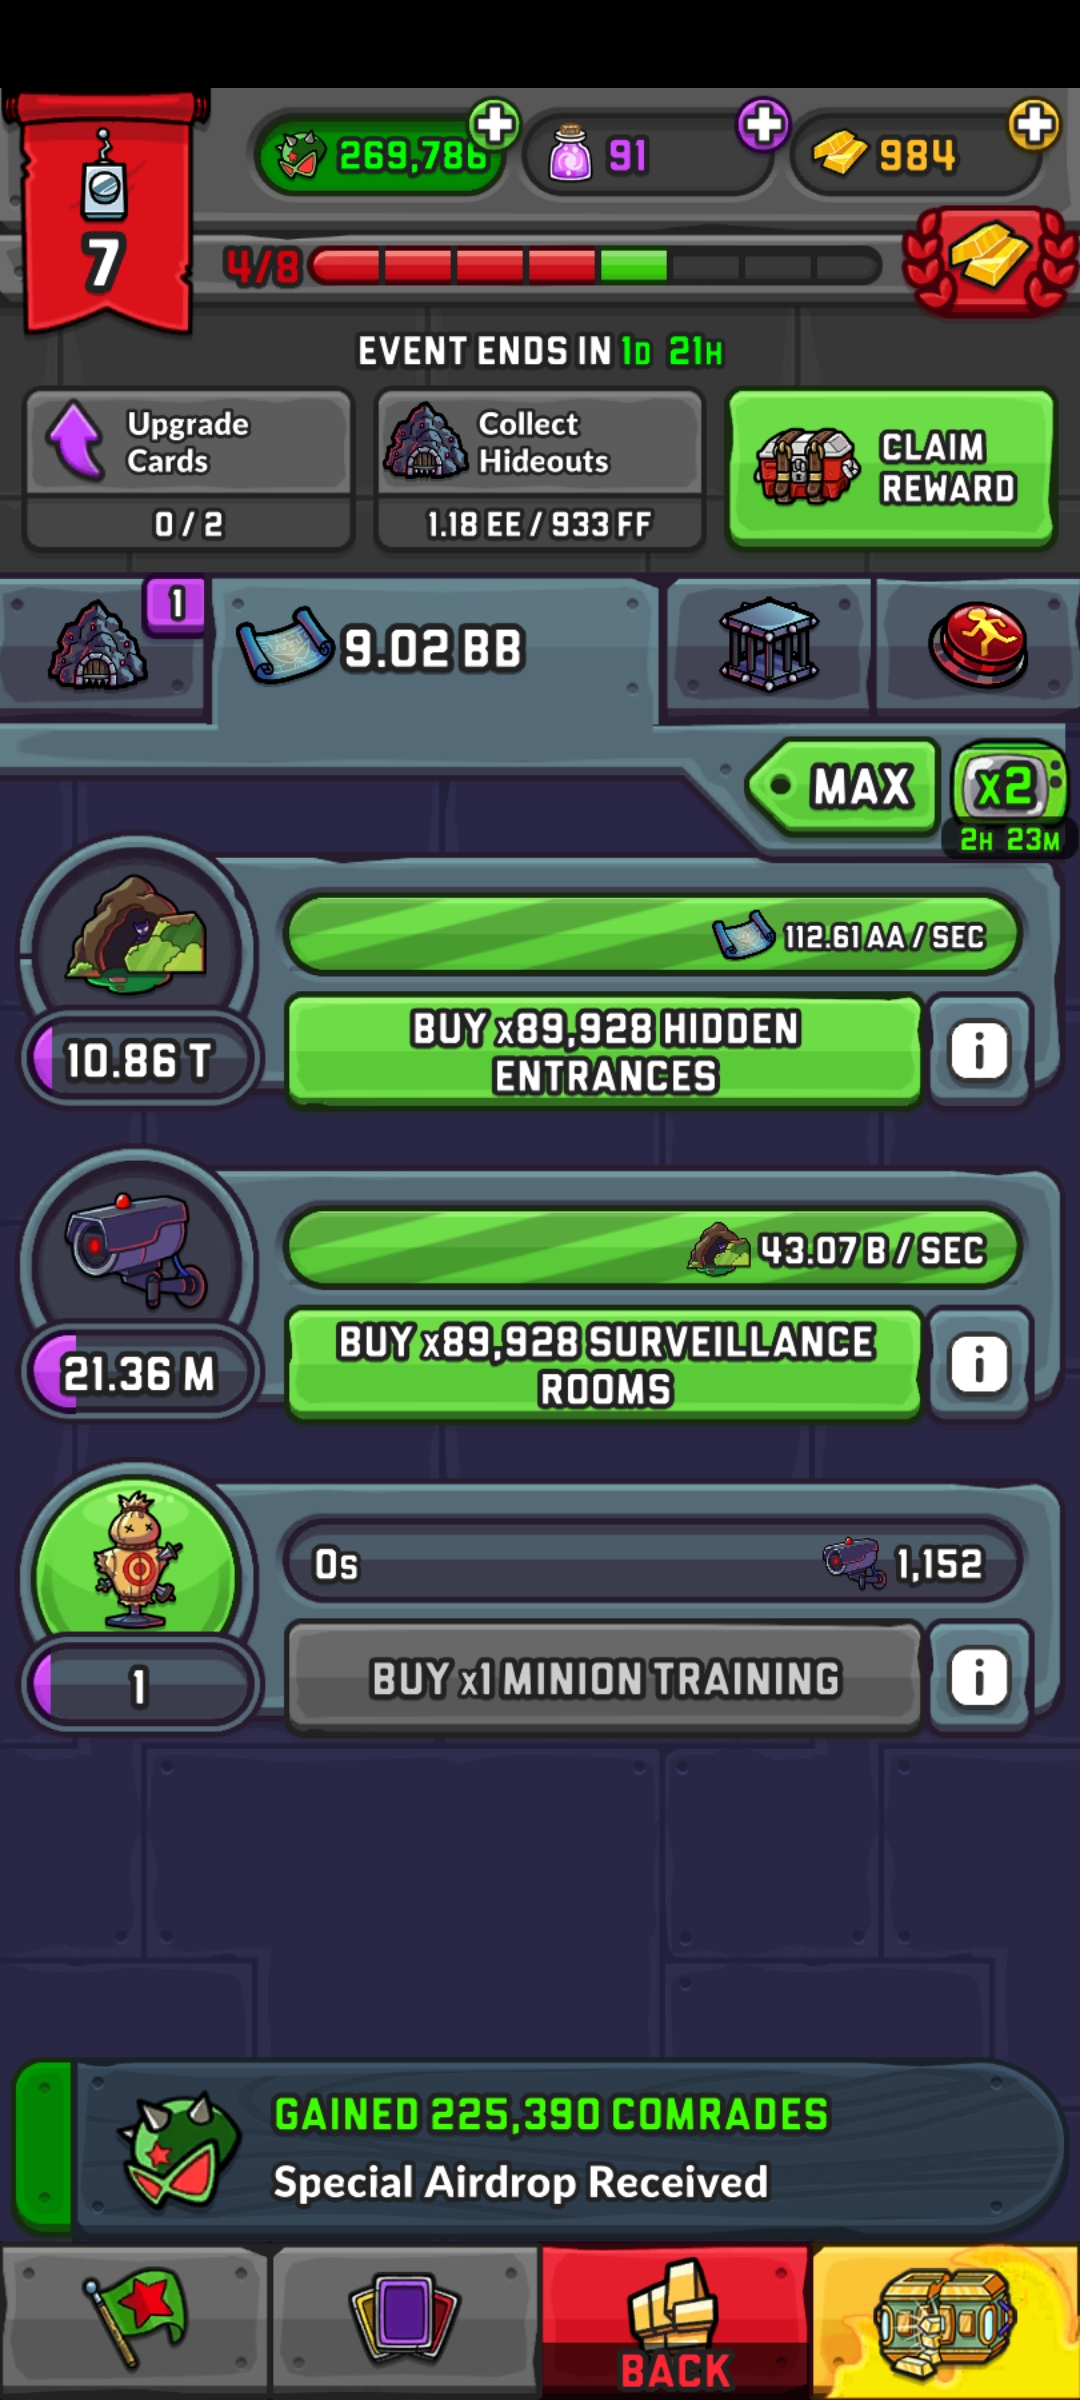 269,786
91
984
7
4/8
EVENT ENDS IN 1D 21H
Upgrade
Cards
0 / 2
Collect
Hideouts
1.18 EE / 933 FF
CLAIM
REWARD
1
9.02 BB
MAX
x2
2H 23M
112.61 AA / SEC
10.86 T
BUY x89,928 HIDDEN
ENTRANCES
i
43.07 B / SEC
21.36 M
BUY x89,928 SURVEILLANCE
ROOMS
i
0s
1,152
1
BUY x1 MINION TRAINING
i
GAINED 225,390 COMRADES
Special Airdrop Received
BACK